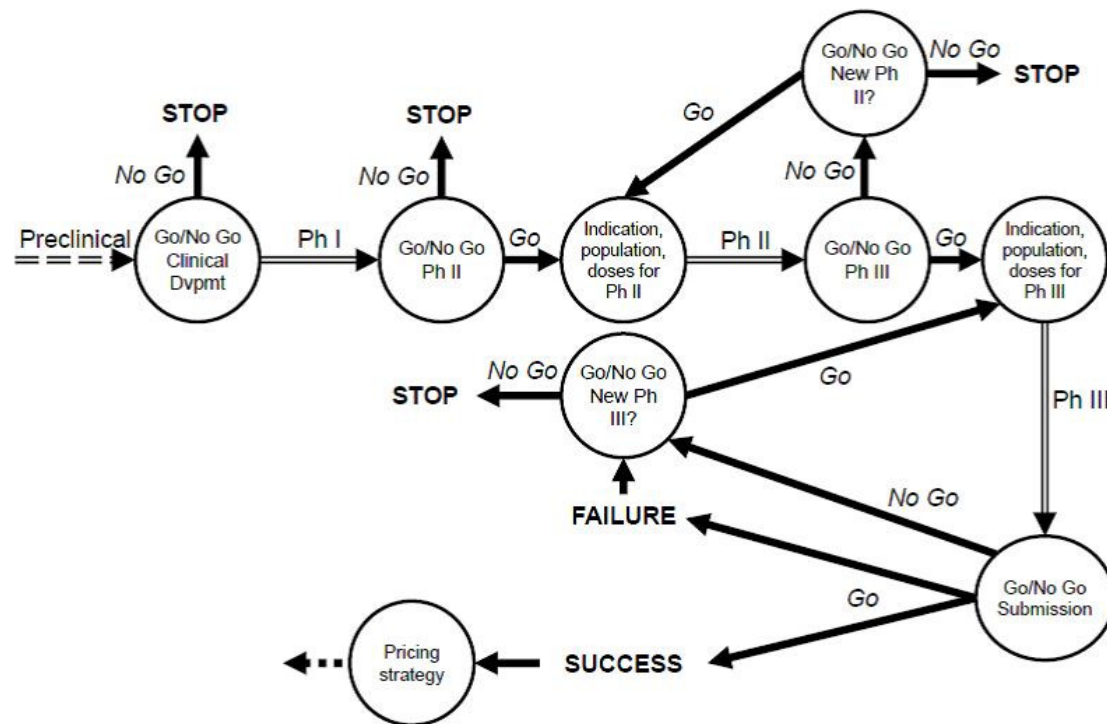 Go/No Go
New Ph
II?
No Go
STOP
Go
STOP
STOP
No Go
No Go
No Go
Preclinical
Go/No Go
Clinical
Dvpmt
Ph I
Go/No Go
Ph II
Go
Indication,
population,
doses for
Ph II
Ph II
Go/No Go
Ph III
Go
Indication,
population,
doses for
Ph III
STOP
No Go
Go/No Go
New Ph
III?
Go
Ph III
No Go
FAILURE
Go
Go/No Go
Submission
Pricing
strategy
SUCCESS